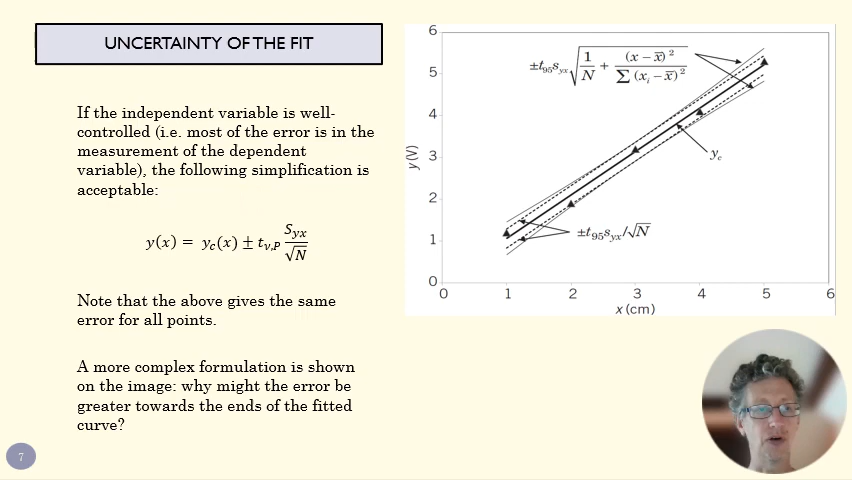 UNCERTAINTY OF THE FIT
If the independent variable is well-
controlled (i.e. most of the error is in the
measurement of the dependent
variable), the following simplification is
acceptable:
y(x) = y_c(x) ± t_{ν,P} S_{yx}/√N
Note that the above gives the same
error for all points.
A more complex formulation is shown
on the image: why might the error be
greater towards the ends of the fitted
curve?
7
6
5
4
3
2
1
0
y (V)
±t_{95}s_{yx}√(1/N + (x − x̄)²/∑(x_i − x̄)²)
y_c
±t_{95}s_{yx}/√N
0 1 2 3 4 5 6
x (cm)